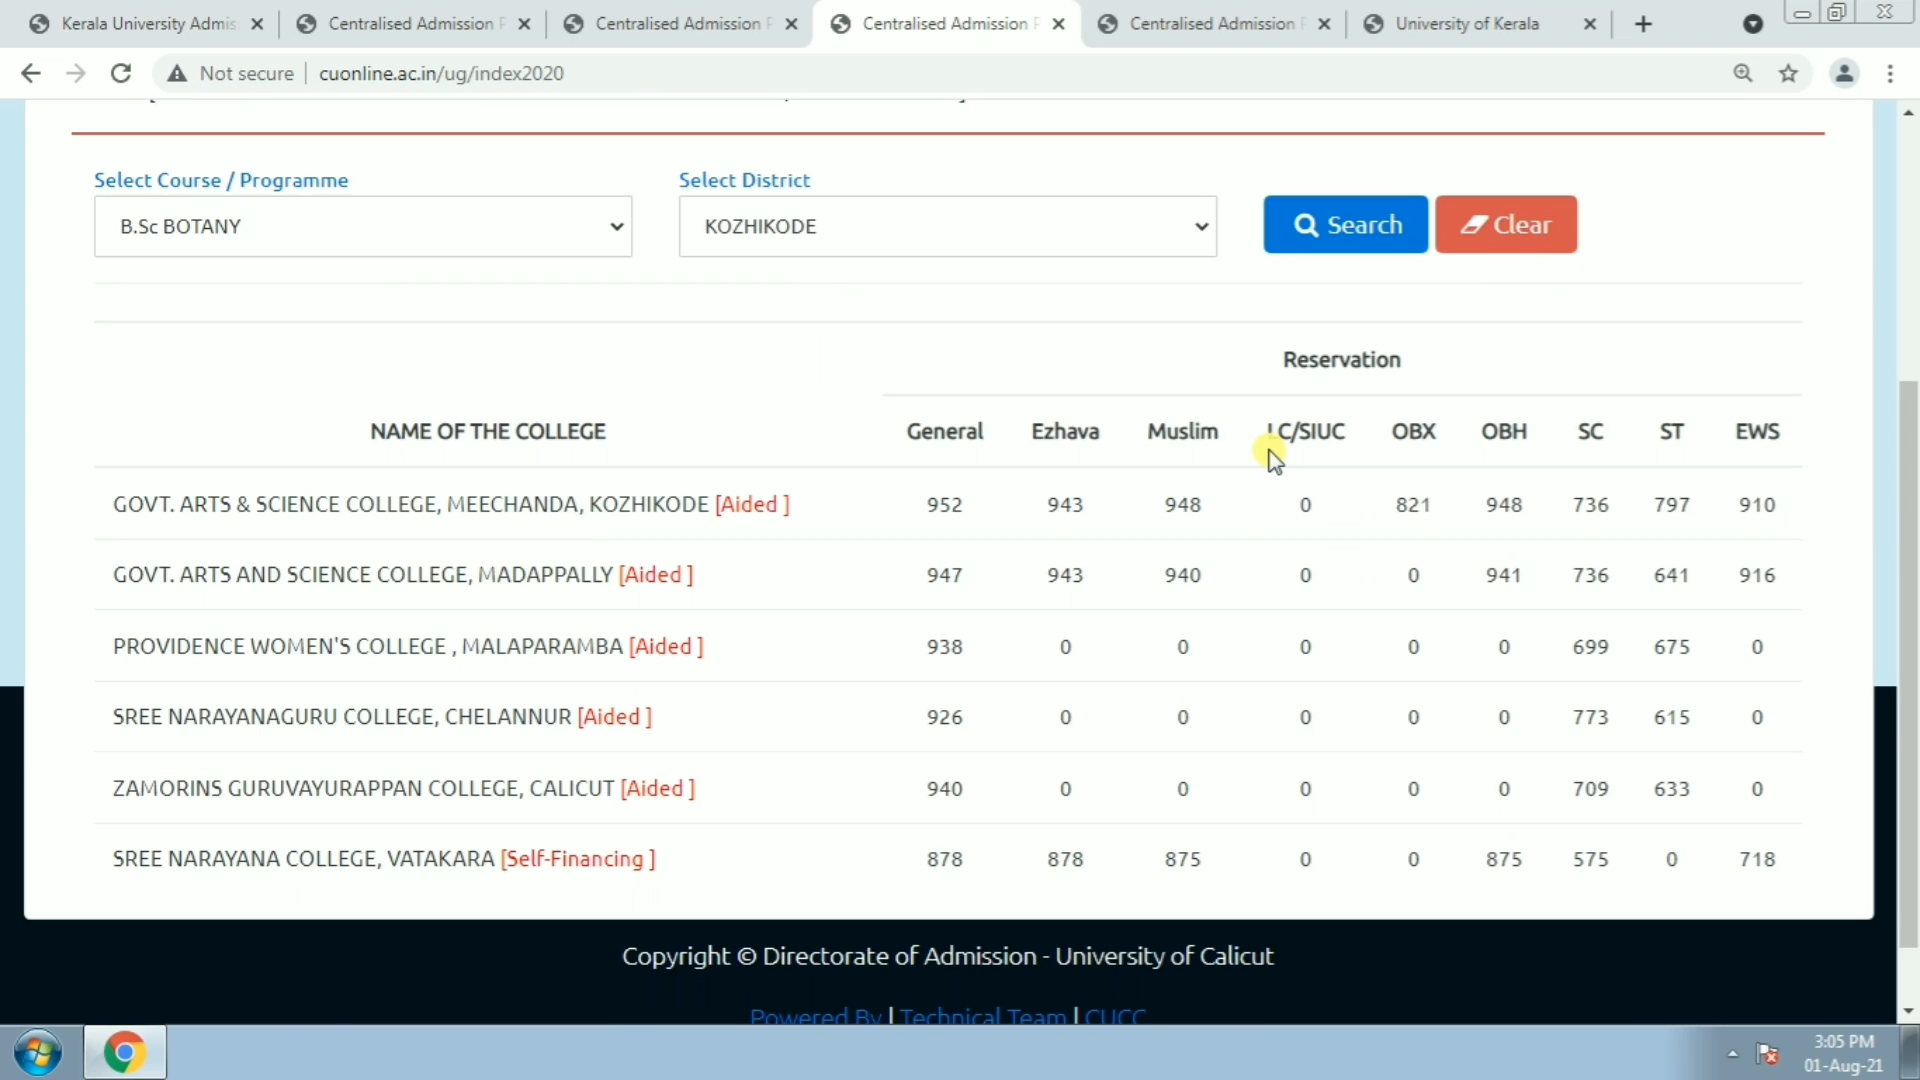 Kerala University Admis
Centralised Admission P
Centralised Admission P
Centralised Admission P
Centralised Admission P
University of Kerala
Not secure
cuonline.ac.in/ug/index2020
Select Course / Programme
Select District
B.Sc BOTANY
KOZHIKODE
Search
Clear
Reservation
NAME OF THE COLLEGE General Ezhava Muslim LC/SIUC OBX OBH SC ST EWS
GOVT. ARTS & SCIENCE COLLEGE, MEECHANDA, KOZHIKODE [Aided ] 952 943 948 0 821 948 736 797 910
GOVT. ARTS AND SCIENCE COLLEGE, MADAPPALLY [Aided ] 947 943 940 0 0 941 736 641 916
PROVIDENCE WOMEN'S COLLEGE , MALAPARAMBA [Aided ] 938 0 0 0 0 0 699 675 0
SREE NARAYANAGURU COLLEGE, CHELANNUR [Aided ] 926 0 0 0 0 0 773 615 0
ZAMORINS GURUVAYURAPPAN COLLEGE, CALICUT [Aided ] 940 0 0 0 0 0 709 633 0
SREE NARAYANA COLLEGE, VATAKARA [Self-Financing ] 878 878 875 0 0 875 575 0 718
Copyright © Directorate of Admission - University of Calicut
Powered By | Technical Team | CUCC
3:05 PM
01-Aug-21